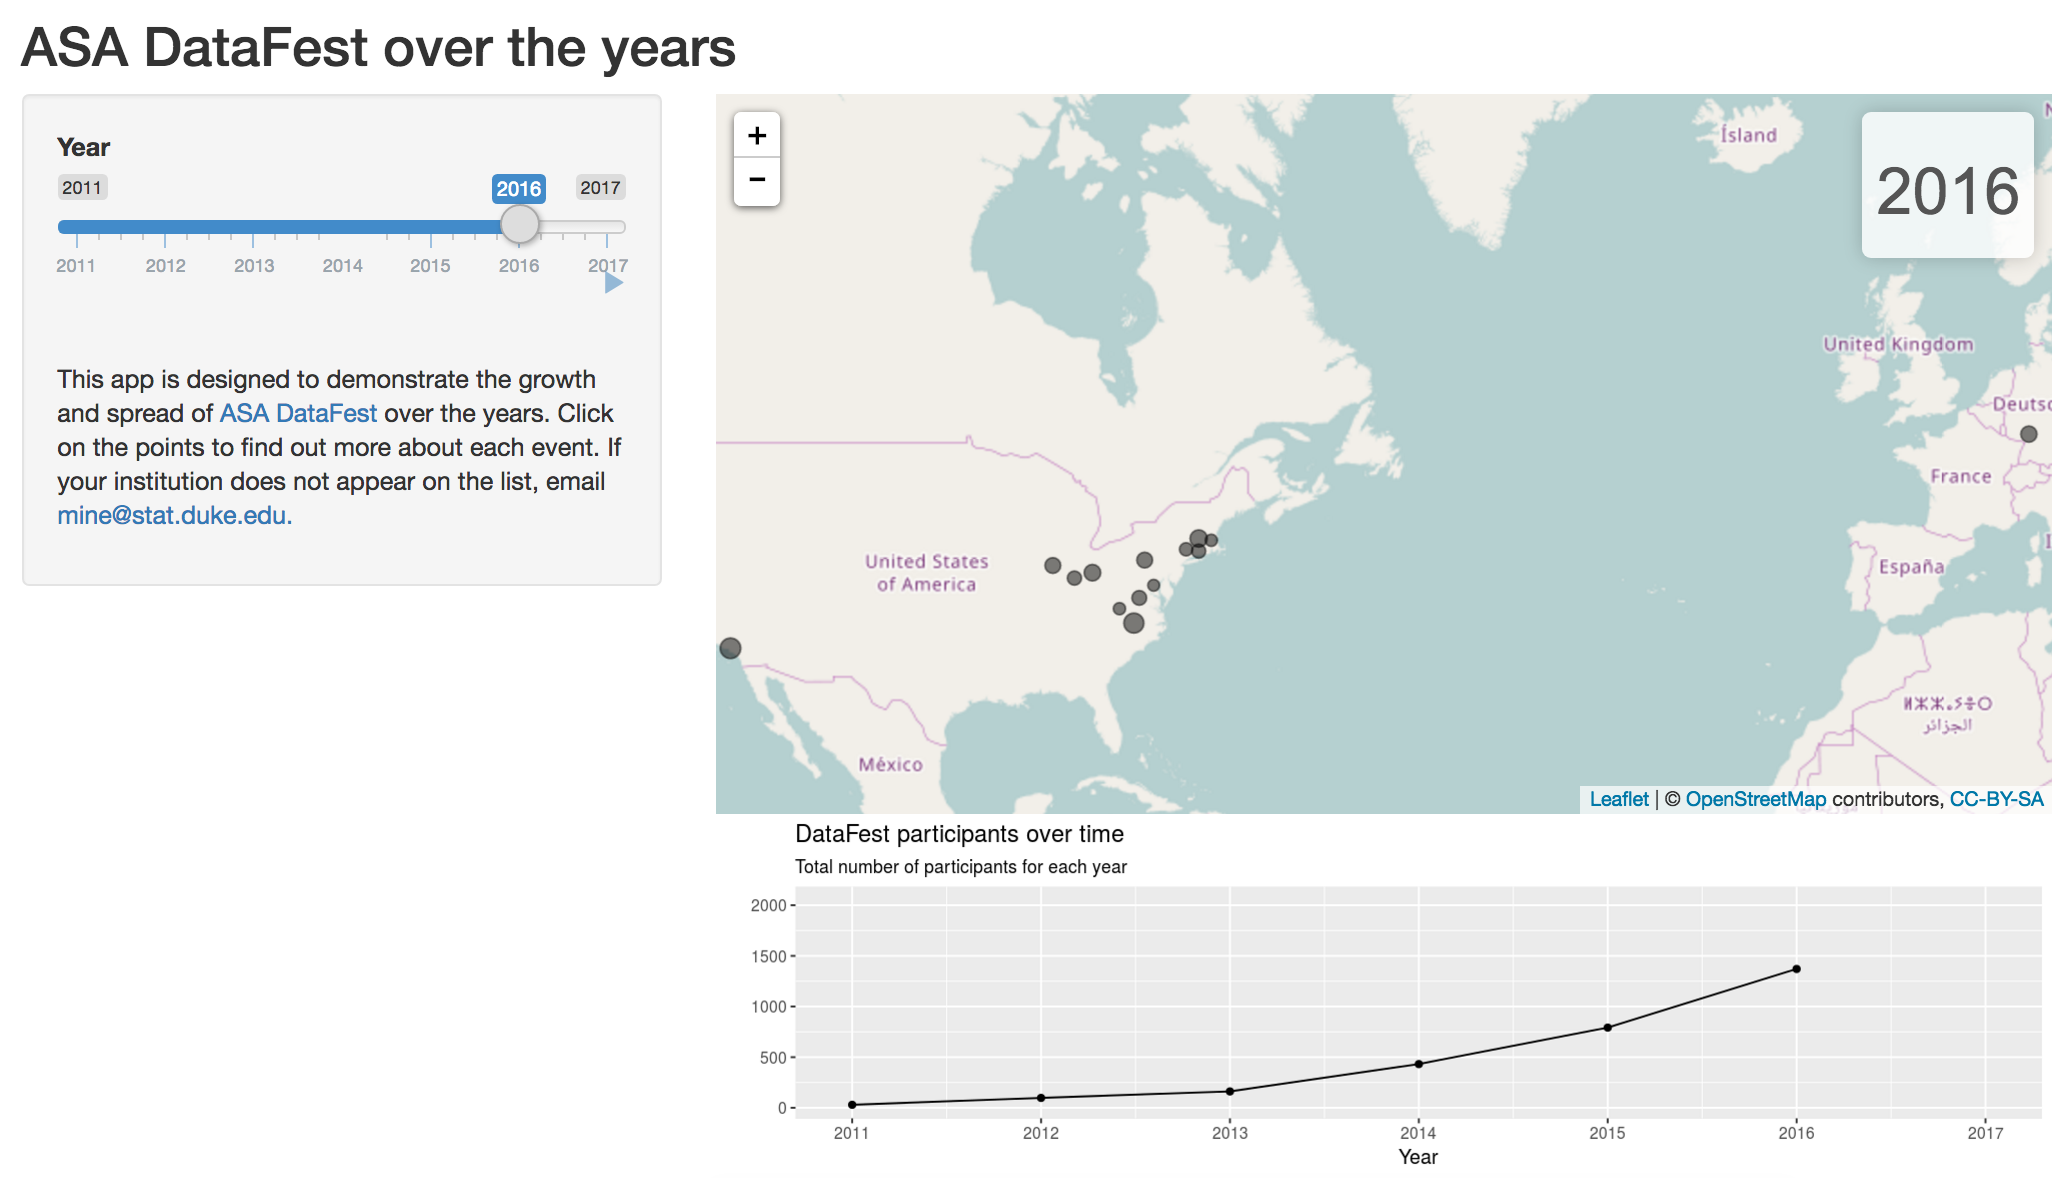 ASA DataFest over the years
Year
2011
2016
2017
2011
2012
2013
2014
2015
2016
2017
This app is designed to demonstrate the growth
and spread of ASA DataFest over the years. Click
on the points to find out more about each event. If
your institution does not appear on the list, email
mine@stat.duke.edu.
+
−
2016
Ísland
United Kingdom
Deutsc
France
España
United States
of America
México
ⵍⵣⵣⴰⵢⴻⵔ
الجزائر
Leaflet | © OpenStreetMap contributors, CC-BY-SA
DataFest participants over time
Total number of participants for each year
2000
1500
1000
500
0
2011
2012
2013
2014
2015
2016
2017
Year